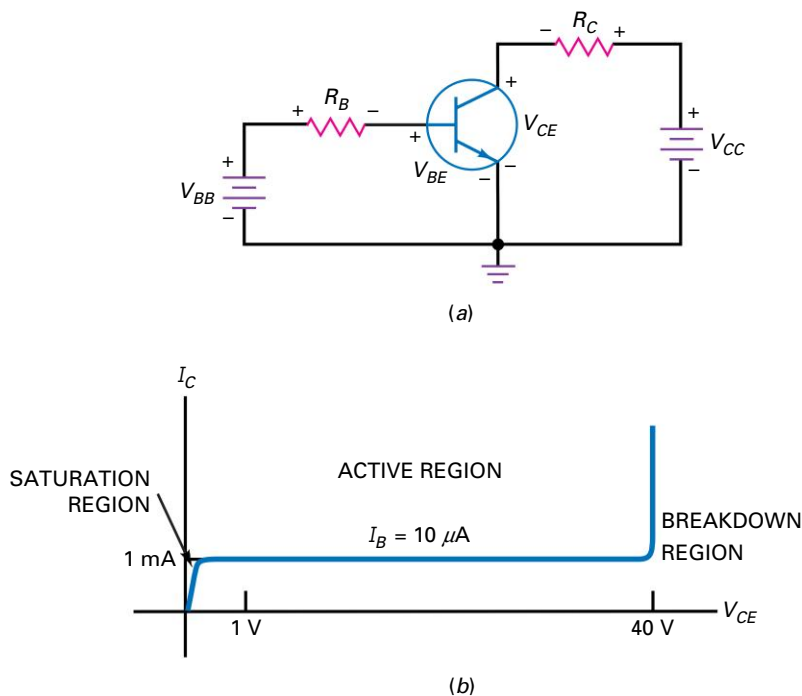 R_C
− +
R_B
+ −
+
V_CE
+
V_BE
− −
+
V_BB
−
+
V_CC
−
(a)
I_C
SATURATION
REGION
ACTIVE REGION
I_B = 10 μA
BREAKDOWN
REGION
1 mA
V_CE
1 V
40 V
(b)